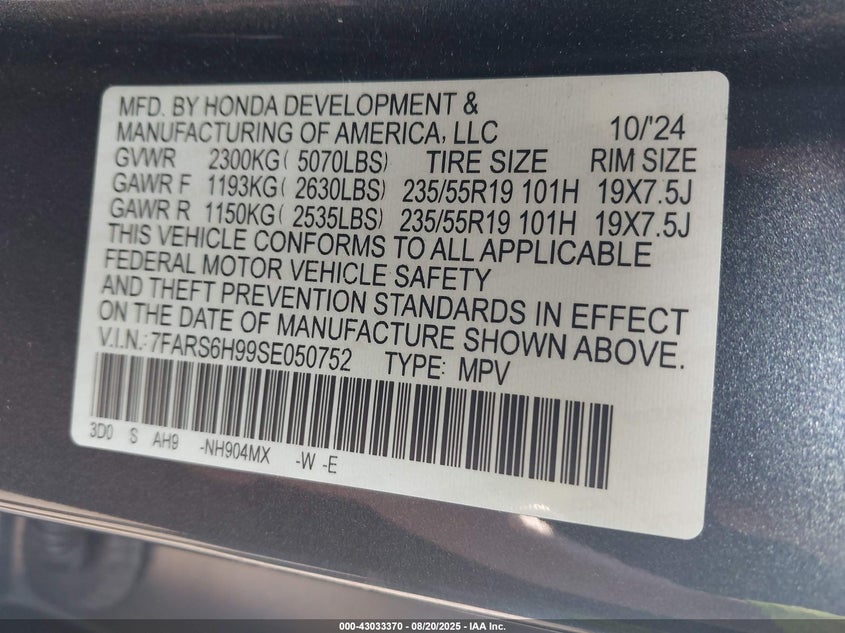 MFD. BY HONDA DEVELOPMENT &
MANUFACTURING OF AMERICA, LLC 10/'24
GVWR 2300KG( 5070LBS) TIRE SIZE RIM SIZE
GAWR F 1193KG( 2630LBS) 235/55R19 101H 19X7.5J
GAWR R 1150KG( 2535LBS) 235/55R19 101H 19X7.5J
THIS VEHICLE CONFORMS TO ALL APPLICABLE
FEDERAL MOTOR VEHICLE SAFETY
AND THEFT PREVENTION STANDARDS IN EFFECT
ON THE DATE OF MANUFACTURE SHOWN ABOVE.
V.I.N.: 7FARS6H99SE050752 TYPE: MPV
3D0 S AH9 -NH904MX -W -E
000-43033370 - 08/20/2025 - IAA Inc.